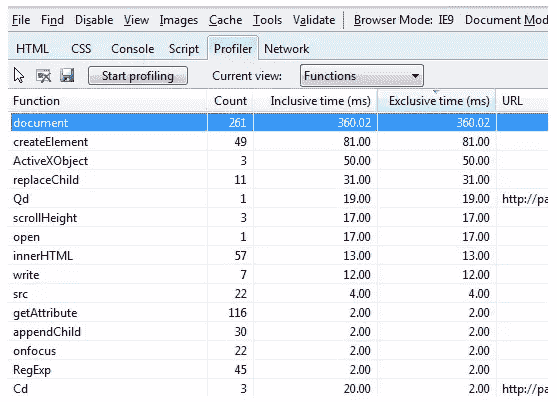 File Find Disable View Images Cache Tools Validate Browser Mode: IE9 Document Mod
HTML CSS Console Script Profiler Network
Start profiling Current view: Functions
Function Count Inclusive time (ms) Exclusive time (ms) URL
document 261 360.02 360.02
createElement 49 81.00 81.00
ActiveXObject 3 50.00 50.00
replaceChild 11 31.00 31.00
Qd 1 19.00 19.00 http://pa
scrollHeight 3 17.00 17.00
open 1 17.00 17.00
innerHTML 57 13.00 13.00
write 7 12.00 12.00
src 22 4.00 4.00
getAttribute 116 2.00 2.00
appendChild 30 2.00 2.00
onfocus 22 2.00 2.00
RegExp 45 2.00 2.00
Cd 3 20.00 2.00 http://pa